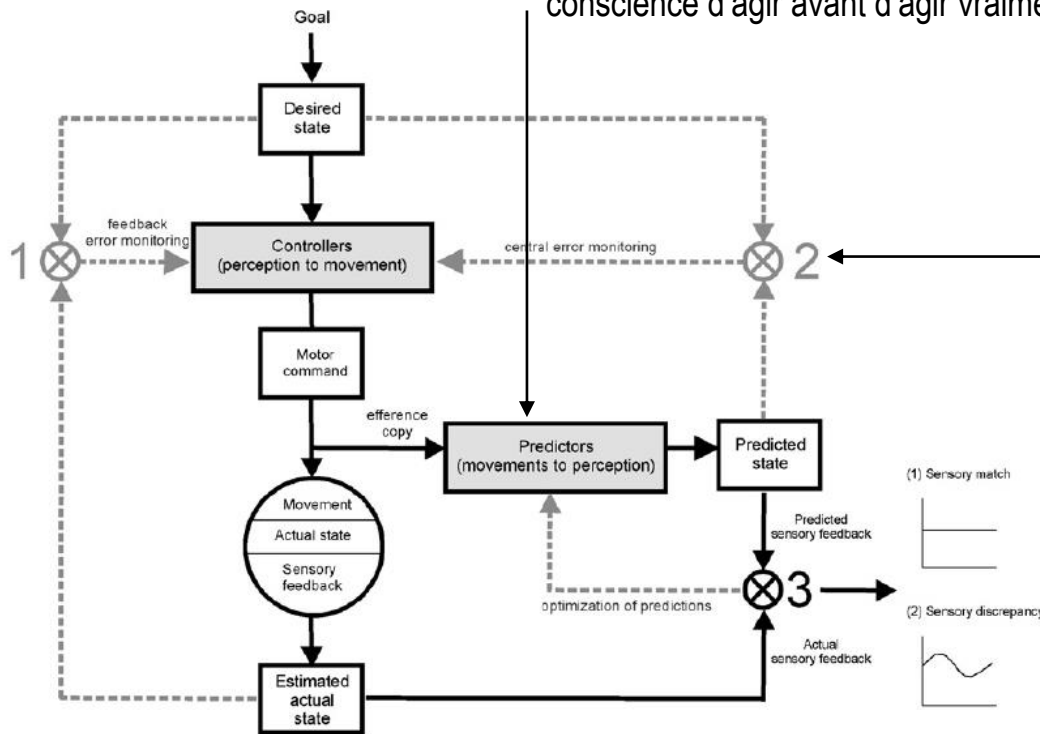 conscience d'agir avant d'agir
Goal
Desired
state
feedback
error monitoring
1
Controllers
(perception to movement)
central error monitoring
2
Motor
command
efference
copy
Predictors
(movements to perception)
Predicted
state
(1) Sensory match
Movement
Actual state
Sensory
feedback
Predicted
sensory feedback
optimization of predictions
3
(2) Sensory discrepancy
Actual
sensory feedback
Estimated
actual
state